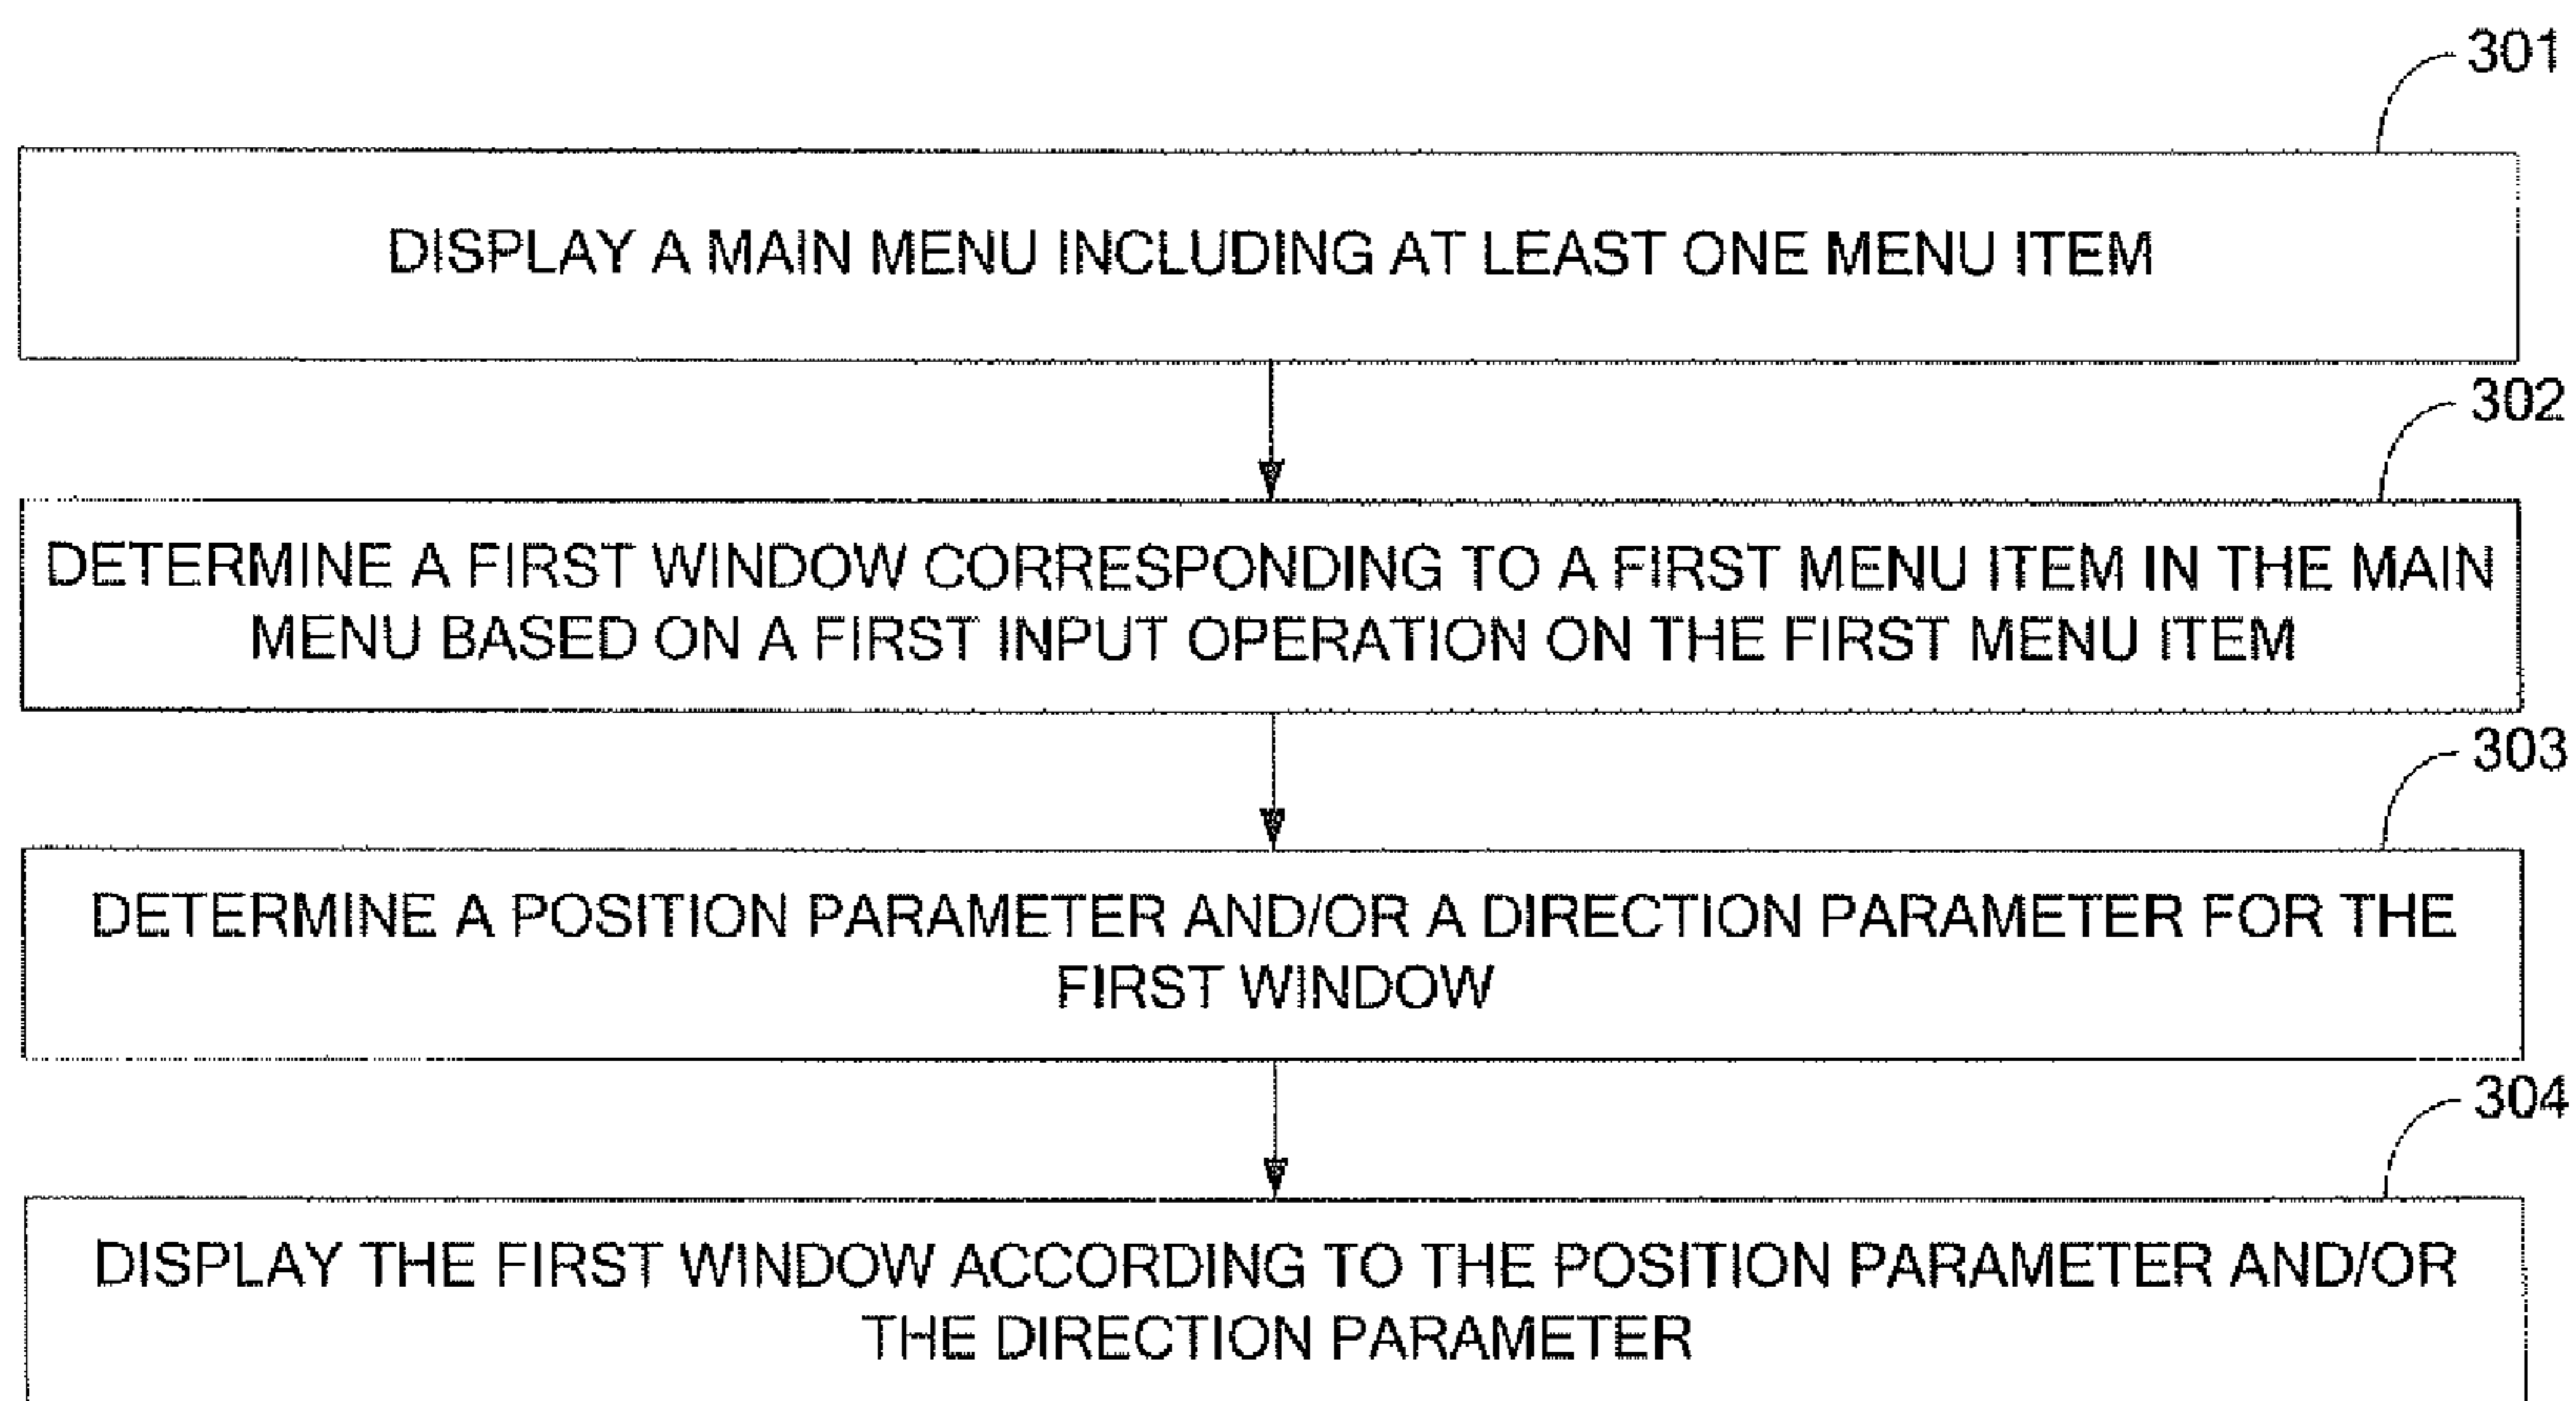 301
DISPLAY A MAIN MENU INCLUDING AT LEAST ONE MENU ITEM
302
DETERMINE A FIRST WINDOW CORRESPONDING TO A FIRST MENU ITEM IN THE MAIN
MENU BASED ON A FIRST INPUT OPERATION ON THE FIRST MENU ITEM
303
DETERMINE A POSITION PARAMETER AND/OR A DIRECTION PARAMETER FOR THE
FIRST WINDOW
304
DISPLAY THE FIRST WINDOW ACCORDING TO THE POSITION PARAMETER AND/OR
THE DIRECTION PARAMETER